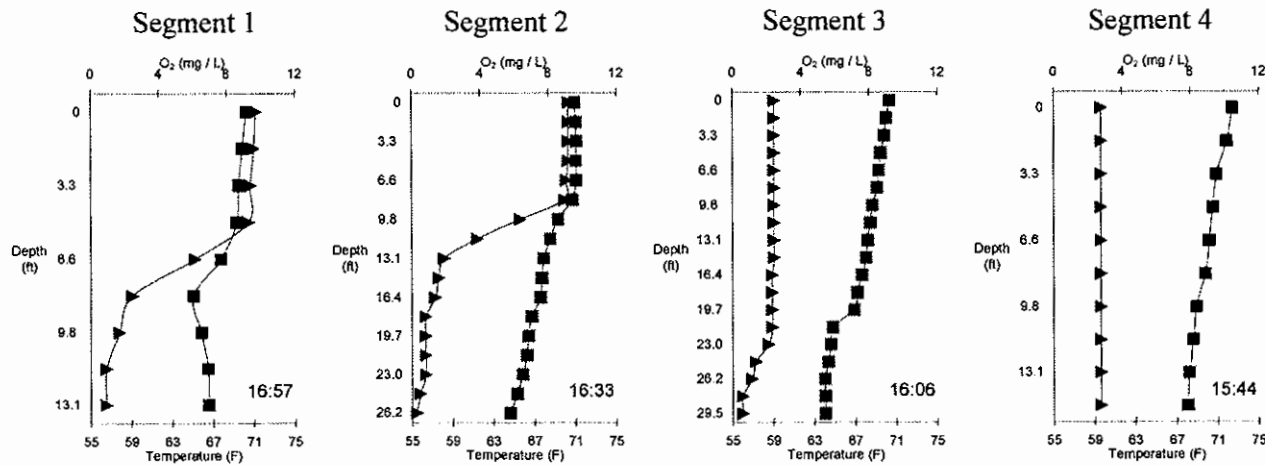 Segment 1
O₂ (mg / L)
0 4 8 12
0
3.3
6.6
9.8
13.1
Depth
(ft)
16:57
55 59 63 67 71 75
Temperature (F)
Segment 2
O₂ (mg / L)
0 4 8 12
0
3.3
6.6
9.8
13.1
16.4
19.7
23.0
26.2
Depth
(ft)
16:33
55 59 63 67 71 75
Temperature (F)
Segment 3
O₂ (mg / L)
0 4 8 12
0
3.3
6.6
9.8
13.1
16.4
19.7
23.0
26.2
29.5
Depth
(ft)
16:06
55 59 63 67 71 75
Temperature (F)
Segment 4
O₂ (mg / L)
0 4 8 12
0
3.3
6.6
9.8
13.1
Depth
(ft)
15:44
55 59 63 67 71 75
Temperature (F)